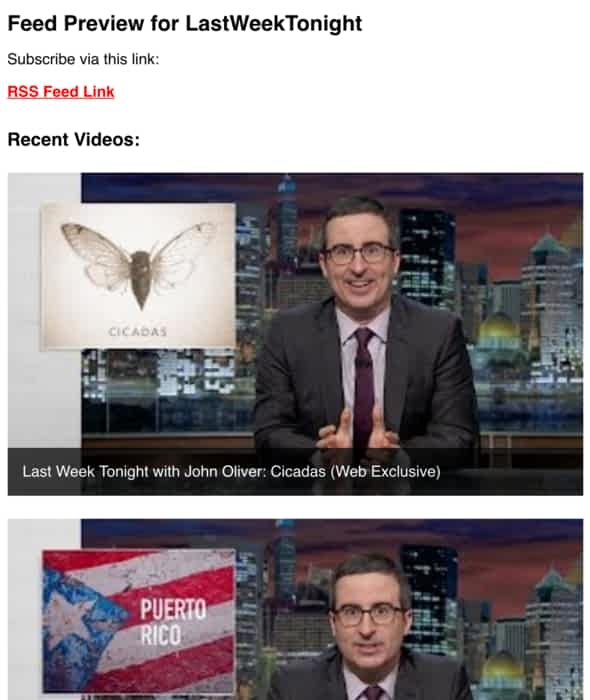 Feed Preview for LastWeekTonight
Subscribe via this link:
RSS Feed Link
Recent Videos:
CICADAS
Last Week Tonight with John Oliver: Cicadas (Web Exclusive)
PUERTO
RICO